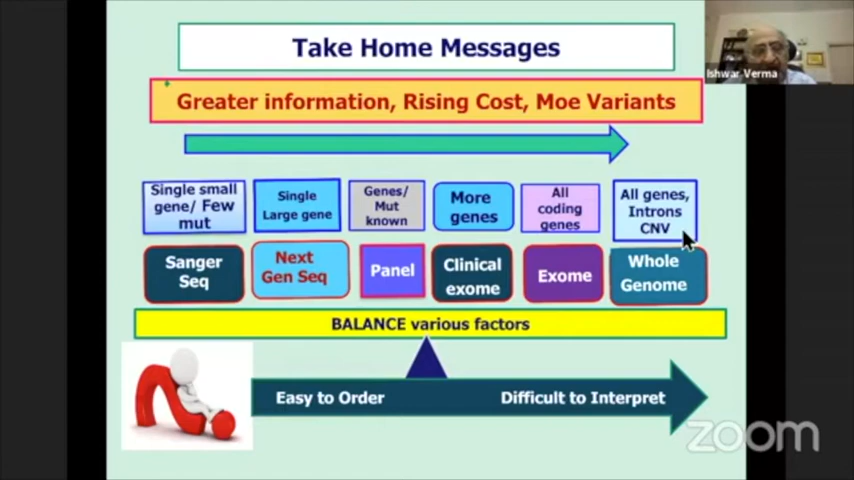 Take Home Messages
Ishwar Verma
Greater information, Rising Cost, Moe Variants
Single small
gene/ Few
mut
Single
Large gene
Genes/
Mut
known
More
genes
All
coding
genes
All genes,
Introns
CNV
Sanger
Seq
Next
Gen Seq
Panel
Clinical
exome
Exome
Whole
Genome
BALANCE various factors
Easy to Order
Difficult to Interpret
zoom